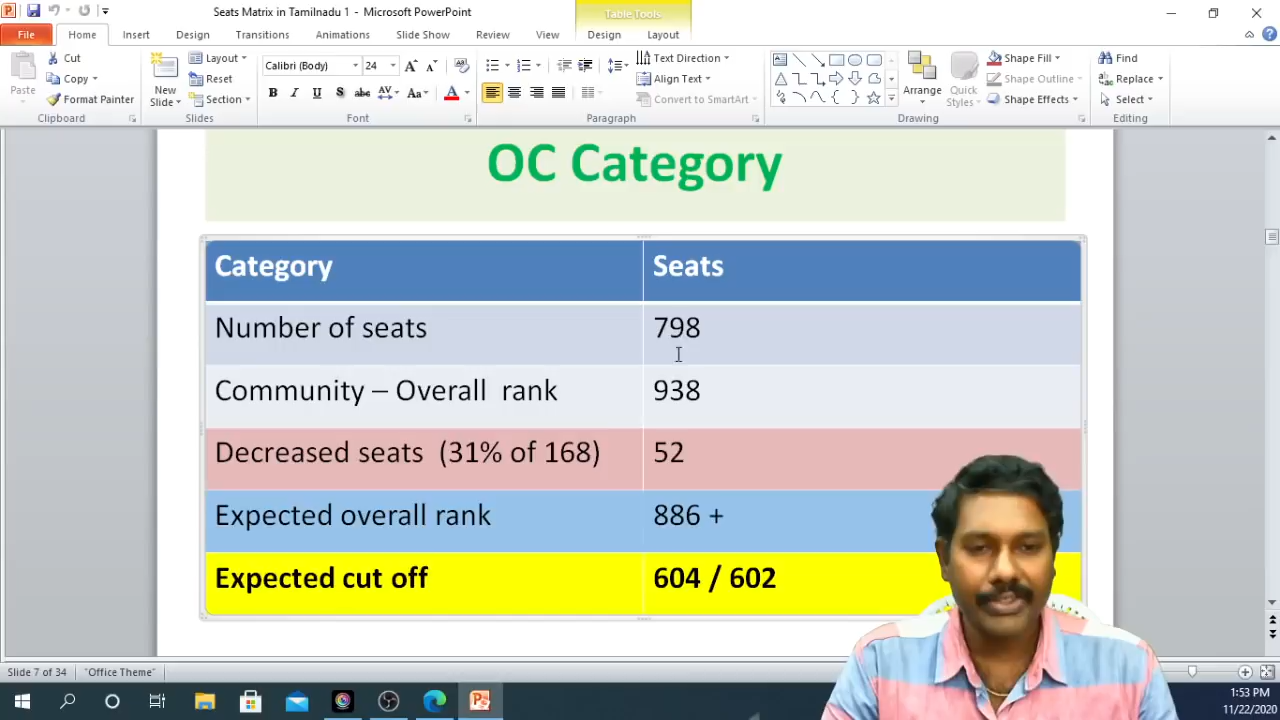 Seats Matrix in Tamilnadu 1 - Microsoft PowerPoint
Table Tools
File Home Insert Design Transitions Animations Slide Show Review View Design Layout
Paste
Cut
Copy
Format Painter
Clipboard
New Slide
Layout
Reset
Section
Slides
Calibri (Body) 24
B I U S abc AV Aa A
Font
Text Direction
Align Text
Convert to SmartArt
Paragraph
Arrange
Quick Styles
Shape Fill
Shape Outline
Shape Effects
Drawing
Find
Replace
Select
Editing
OC Category
Category Seats
Number of seats 798
Community – Overall rank 938
Decreased seats (31% of 168) 52
Expected overall rank 886 +
Expected cut off 604 / 602
Slide 7 of 34 "Office Theme"
1:53 PM
11/22/2020